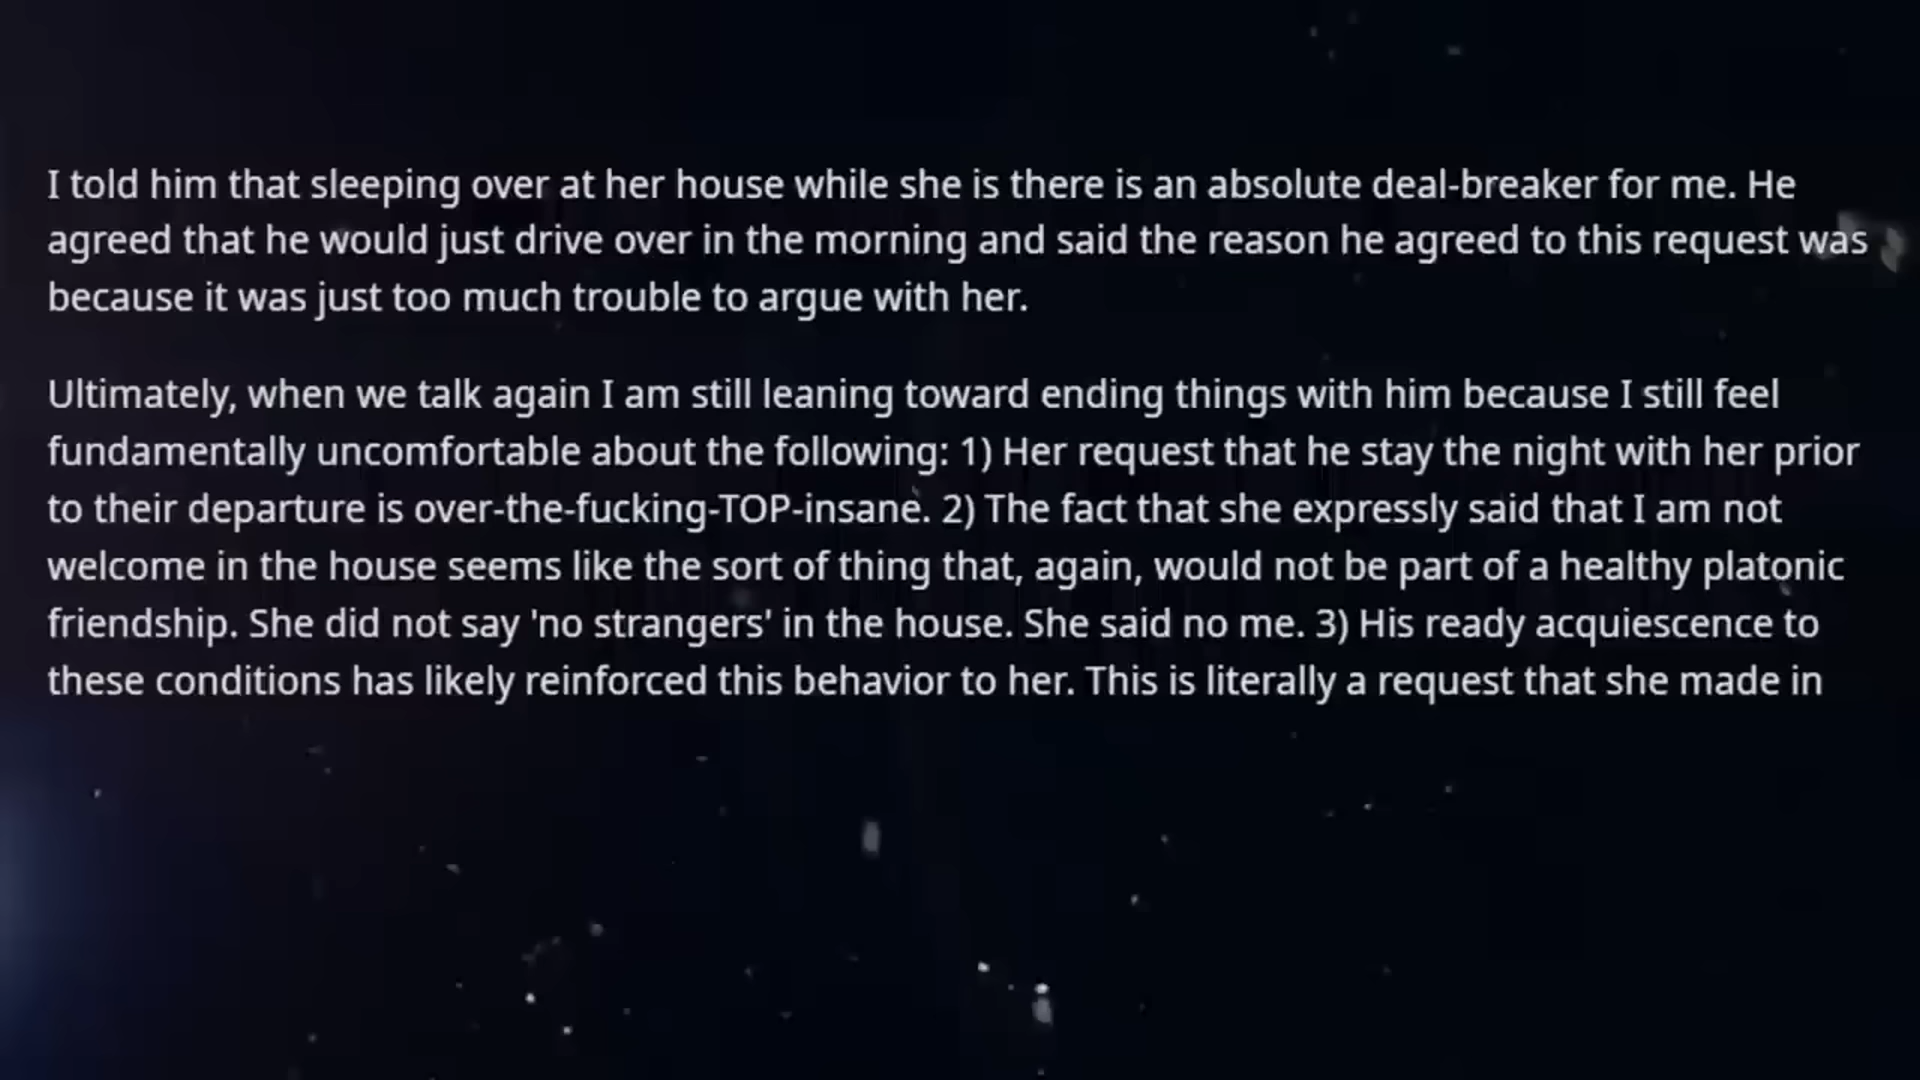 I told him that sleeping over at her house while she is there is an absolute deal-breaker for me. He
agreed that he would just drive over in the morning and said the reason he agreed to this request was
because it was just too much trouble to argue with her.
Ultimately, when we talk again I am still leaning toward ending things with him because I still feel
fundamentally uncomfortable about the following: 1) Her request that he stay the night with her prior
to their departure is over-the-fucking-TOP-insane. 2) The fact that she expressly said that I am not
welcome in the house seems like the sort of thing that, again, would not be part of a healthy platonic
friendship. She did not say 'no strangers' in the house. She said no me. 3) His ready acquiescence to
these conditions has likely reinforced this behavior to her. This is literally a request that she made in